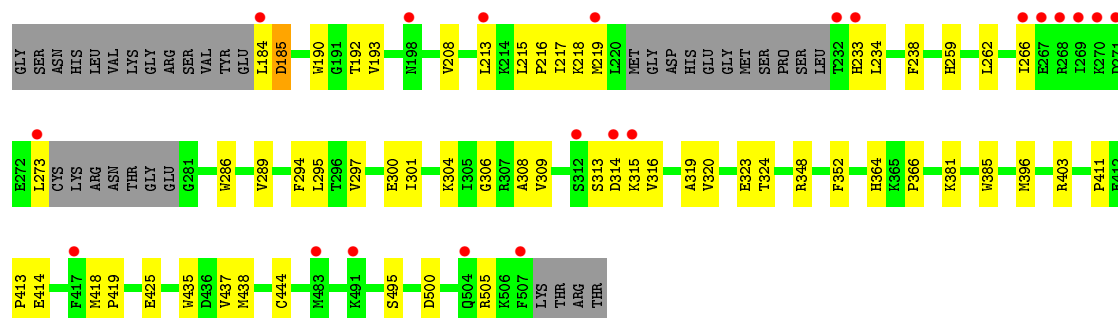 GLY SER ASN HIS LEU VAL LYS GLY ARG SER VAL TYR GLU L184 D185 W190 G191 T192 V193 N198 V208 L213 K214 L215 P216 I217 K218 M219 L220 MET GLY ASP HIS GLU GLY MET SER PRO SER LEU T232 H233 L234 F238 H259 L262 I266 E267 R268 I269 K270
E272 L273 CYS LYS ARG ASN THR GLY GLU G281 W286 V289 F294 L295 T296 V297 E300 I301 K304 I305 G306 R307 A308 V309 S312 S313 D314 K315 V316 A319 V320 E323 T324 R348 F352 H364 K365 P366 K381 W385 M396 R403 P411
P413 E414 F417 M418 P419 E425 W435 D436 V437 M438 C444 M483 K491 S495 D500 Q504 R505 K506 F507 LYS THR ARG THR